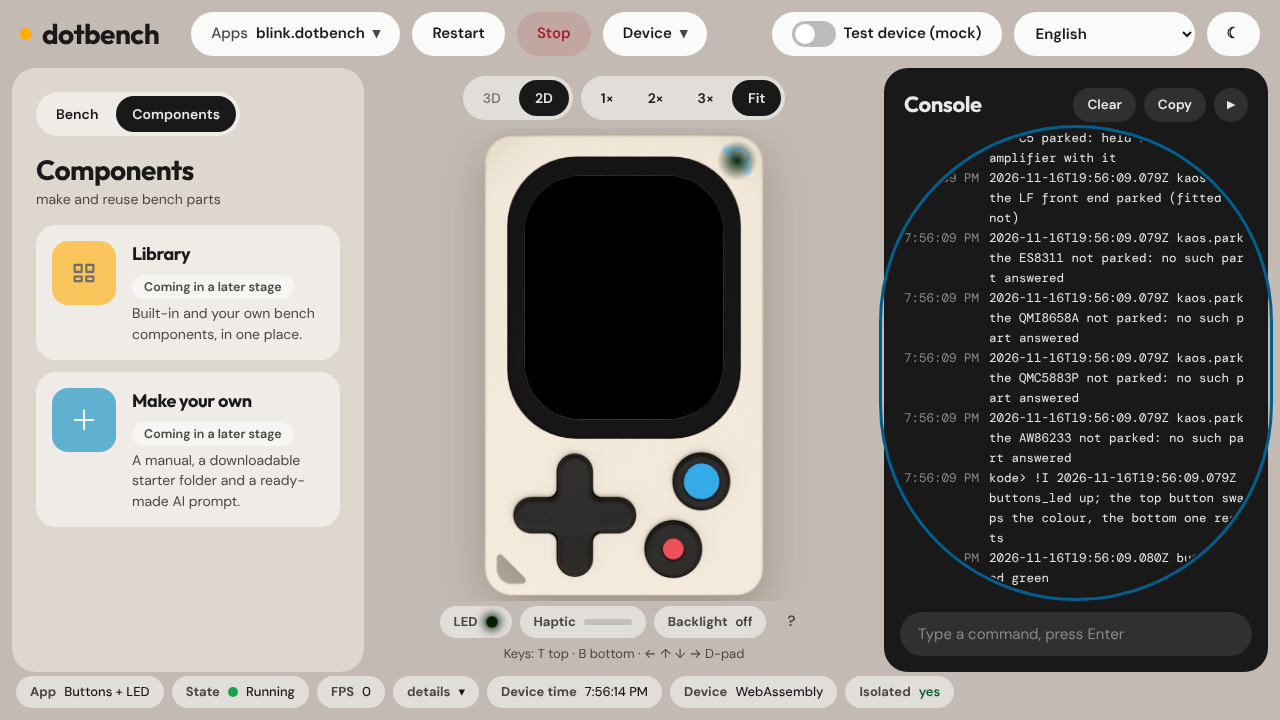 dotbench
Apps blink.dotbench ▾
Restart
Stop
Device ▾
Test device (mock)
English
Bench
Components
Components
make and reuse bench parts
Library
Coming in a later stage
Built-in and your own bench
components, in one place.
Make your own
Coming in a later stage
A manual, a downloadable
starter folder and a ready-
made AI prompt.
3D
2D
1×
2×
3×
Fit
LED
Haptic
Backlight off
?
Keys: T top · B bottom · ← ↑ ↓ → D-pad
Console
Clear
Copy
C5 parked: held
amplifier with it
9 PM 2026-11-16T19:56:09.079Z kaos
the LF front end parked (fitted
not)
7:56:09 PM 2026-11-16T19:56:09.079Z kaos.park
the ES8311 not parked: no such par
t answered
7:56:09 PM 2026-11-16T19:56:09.079Z kaos.park
the QMI8658A not parked: no such p
art answered
7:56:09 PM 2026-11-16T19:56:09.079Z kaos.park
the QMC5883P not parked: no such p
art answered
7:56:09 PM 2026-11-16T19:56:09.079Z kaos.park
the AW86233 not parked: no such pa
rt answered
7:56:09 PM kode> !I 2026-11-16T19:56:09.079Z
buttons_led up; the top button swa
ps the colour, the bottom one
ts
PM 2026-11-16T19:56:09.080Z
ed green
Type a command, press Enter
App Buttons + LED
State Running
FPS 0
details ▾
Device time 7:56:14 PM
Device WebAssembly
Isolated yes